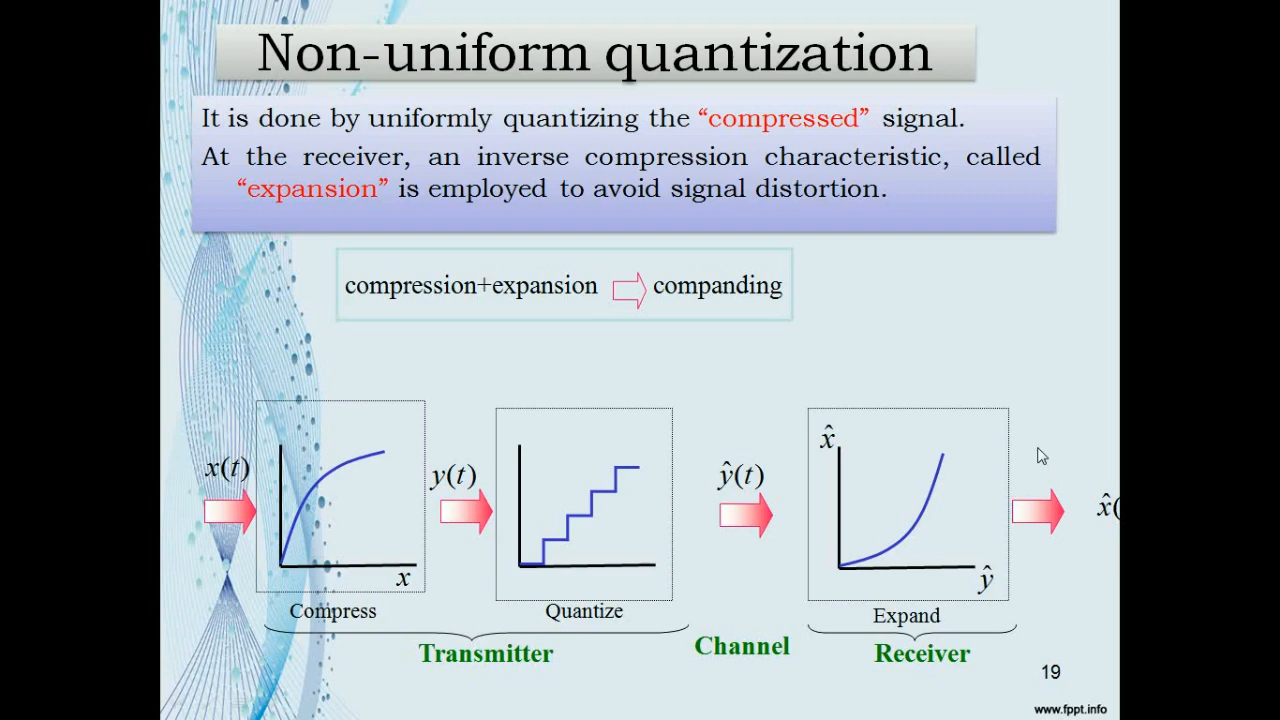 Non-uniform quantization
It is done by uniformly quantizing the “compressed” signal.
At the receiver, an inverse compression characteristic, called
“expansion” is employed to avoid signal distortion.
compression+expansion
companding
x(t)
x
Compress
y(t)
Quantize
ŷ(t)
x̂
ŷ
Expand
x̂(
Transmitter
Channel
Receiver
19
www.fppt.info